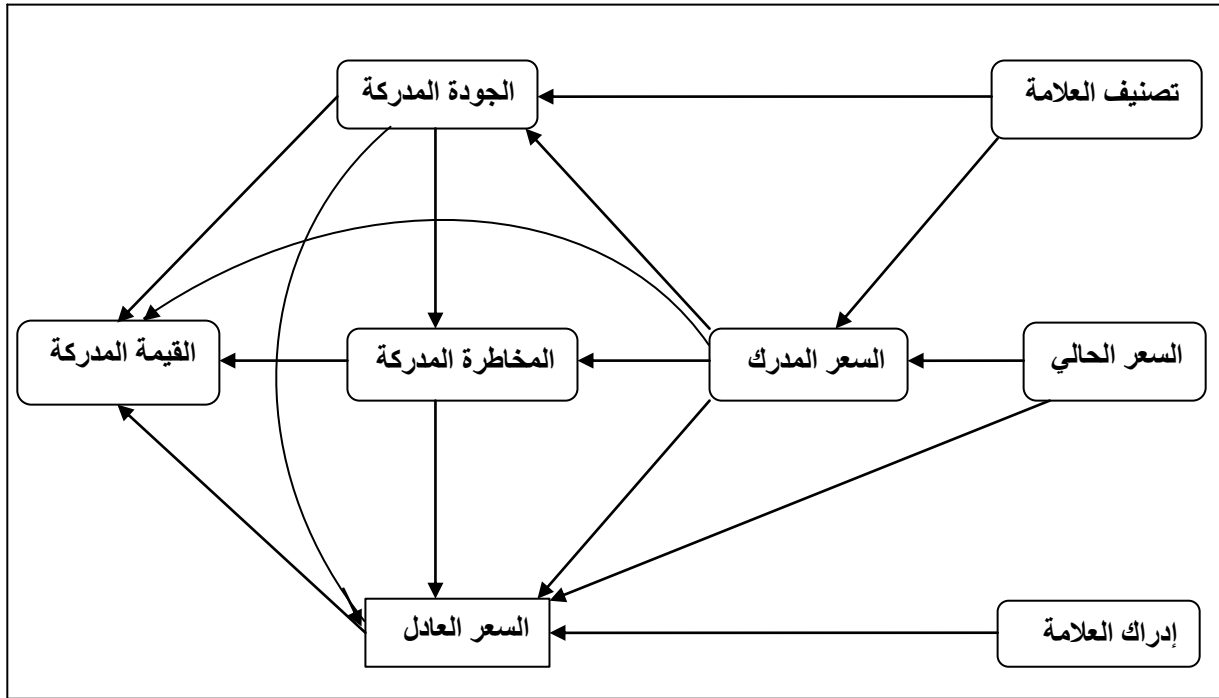 تصنيف العلامة
الجودة المدركة
السعر الحالي
السعر المدرك
المخاطرة المدركة
القيمة المدركة
إدراك العلامة
السعر العادل